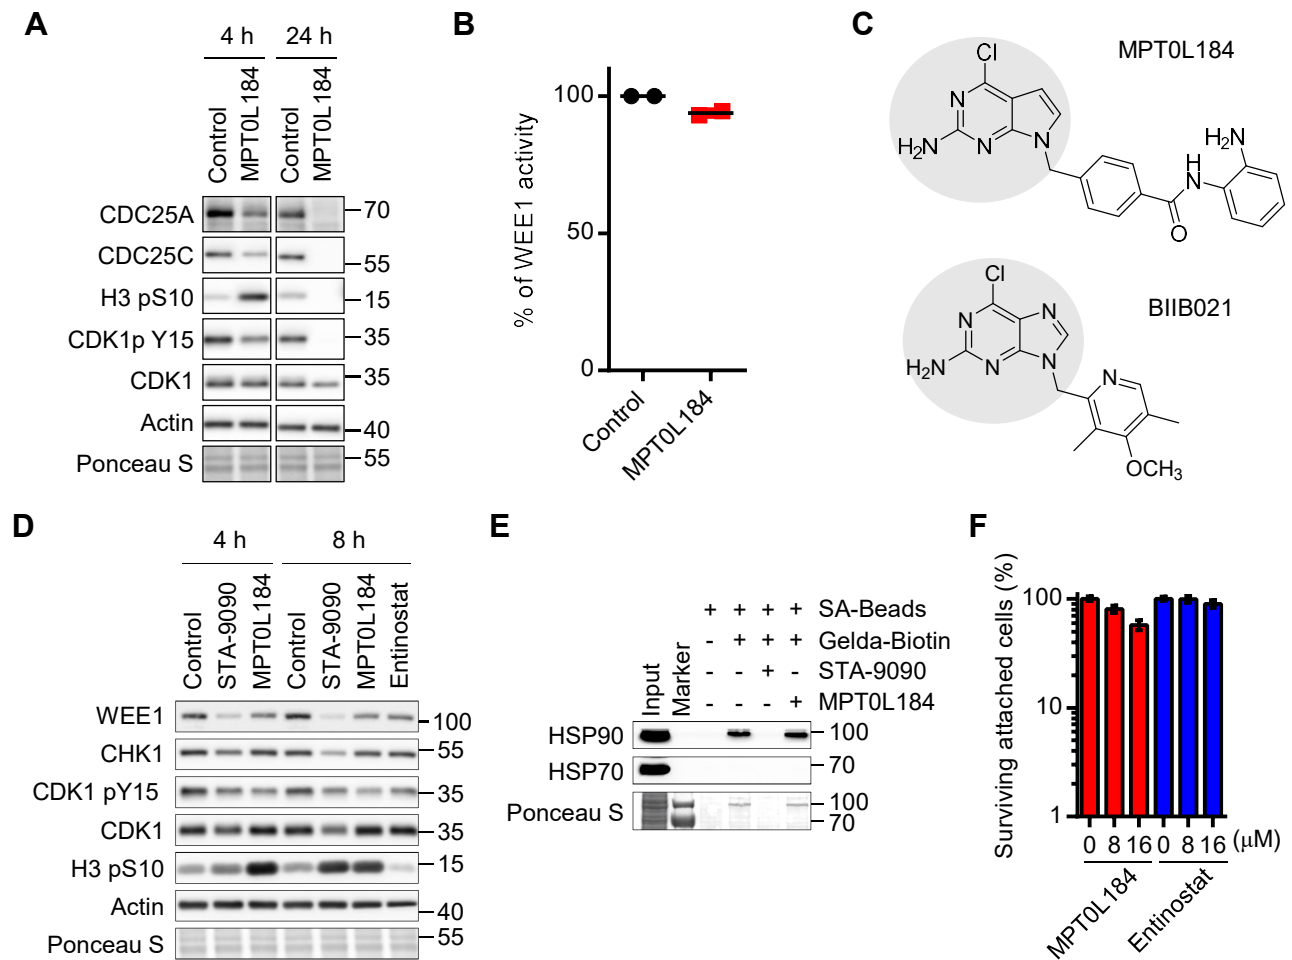 A
4 h 24 h
Control MPT0L184 Control MPT0L184
CDC25A 70
CDC25C 55
H3 pS10 15
CDK1p Y15 35
CDK1 35
Actin 40
Ponceau S 55
B
% of WEE1 activity
100
50
0
Control MPT0L184
C
MPT0L184
Cl
N
H₂N N N
H₂N
H
N
O
BIIB021
Cl
N N
H₂N N N
N
OCH₃
D
4 h 8 h
Control STA-9090 MPT0L184 Control STA-9090 MPT0L184 Entinostat
WEE1 100
CHK1 55
CDK1 pY15 35
CDK1 35
H3 pS10 15
Actin 40
Ponceau S 55
E
Input Marker
+ + + + SA-Beads
- + + + Gelda-Biotin
- - + - STA-9090
- - - + MPT0L184
HSP90 100
HSP70 70
Ponceau S 100
70
F
Surviving attached cells (%)
100
10
1
0 8 16 0 8 16 (μM)
MPT0L184 Entinostat